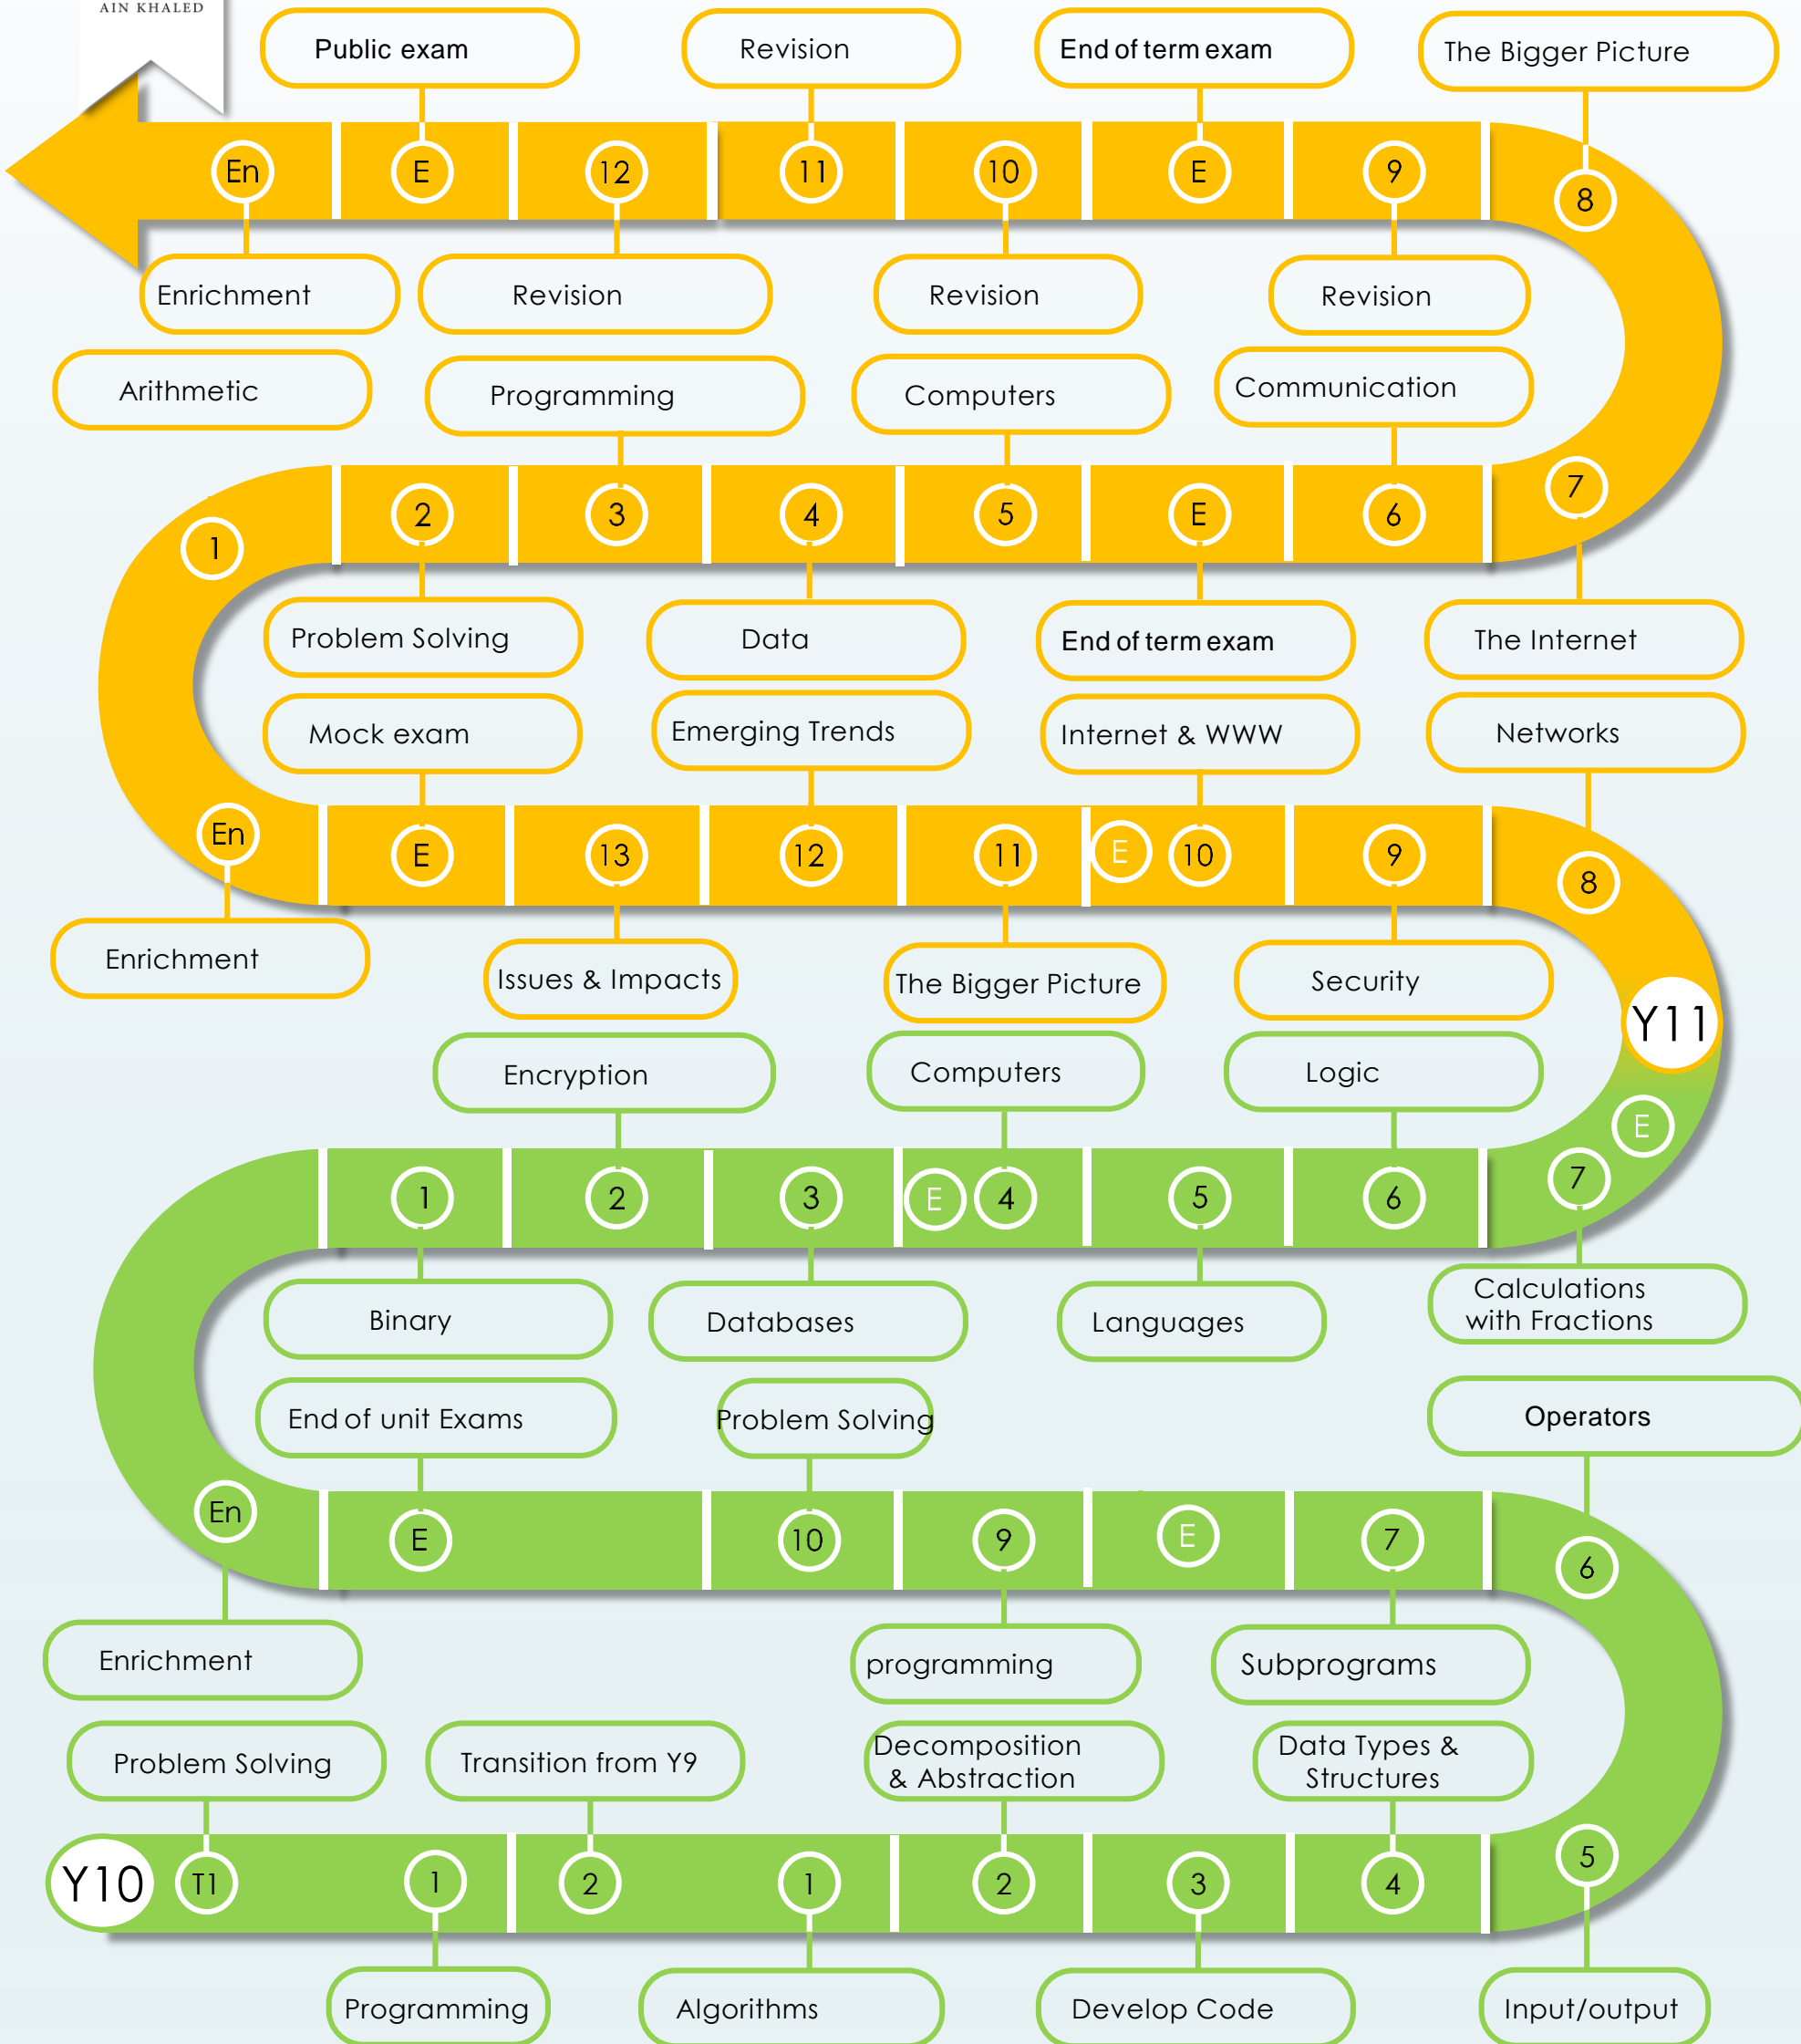 AIN KHALED
Public exam
Revision
End of term exam
The Bigger Picture
En
E
12
11
10
E
9
8
Enrichment
Revision
Revision
Revision
Arithmetic
Programming
Computers
Communication
1
2
3
4
5
E
6
7
Problem Solving
Data
End of term exam
The Internet
Mock exam
Emerging Trends
Internet & WWW
Networks
En
E
13
12
11
E
10
9
8
Enrichment
Issues & Impacts
The Bigger Picture
Security
Y11
Encryption
Computers
Logic
E
1
2
3
E
4
5
6
7
Binary
Databases
Languages
Calculations
with Fractions
End of unit Exams
Problem Solving
Operators
En
E
10
9
E
7
6
Enrichment
programming
Subprograms
Problem Solving
Transition from Y9
Decomposition
& Abstraction
Data Types &
Structures
Y10
T1
1
2
1
2
3
4
5
Programming
Algorithms
Develop Code
Input/output